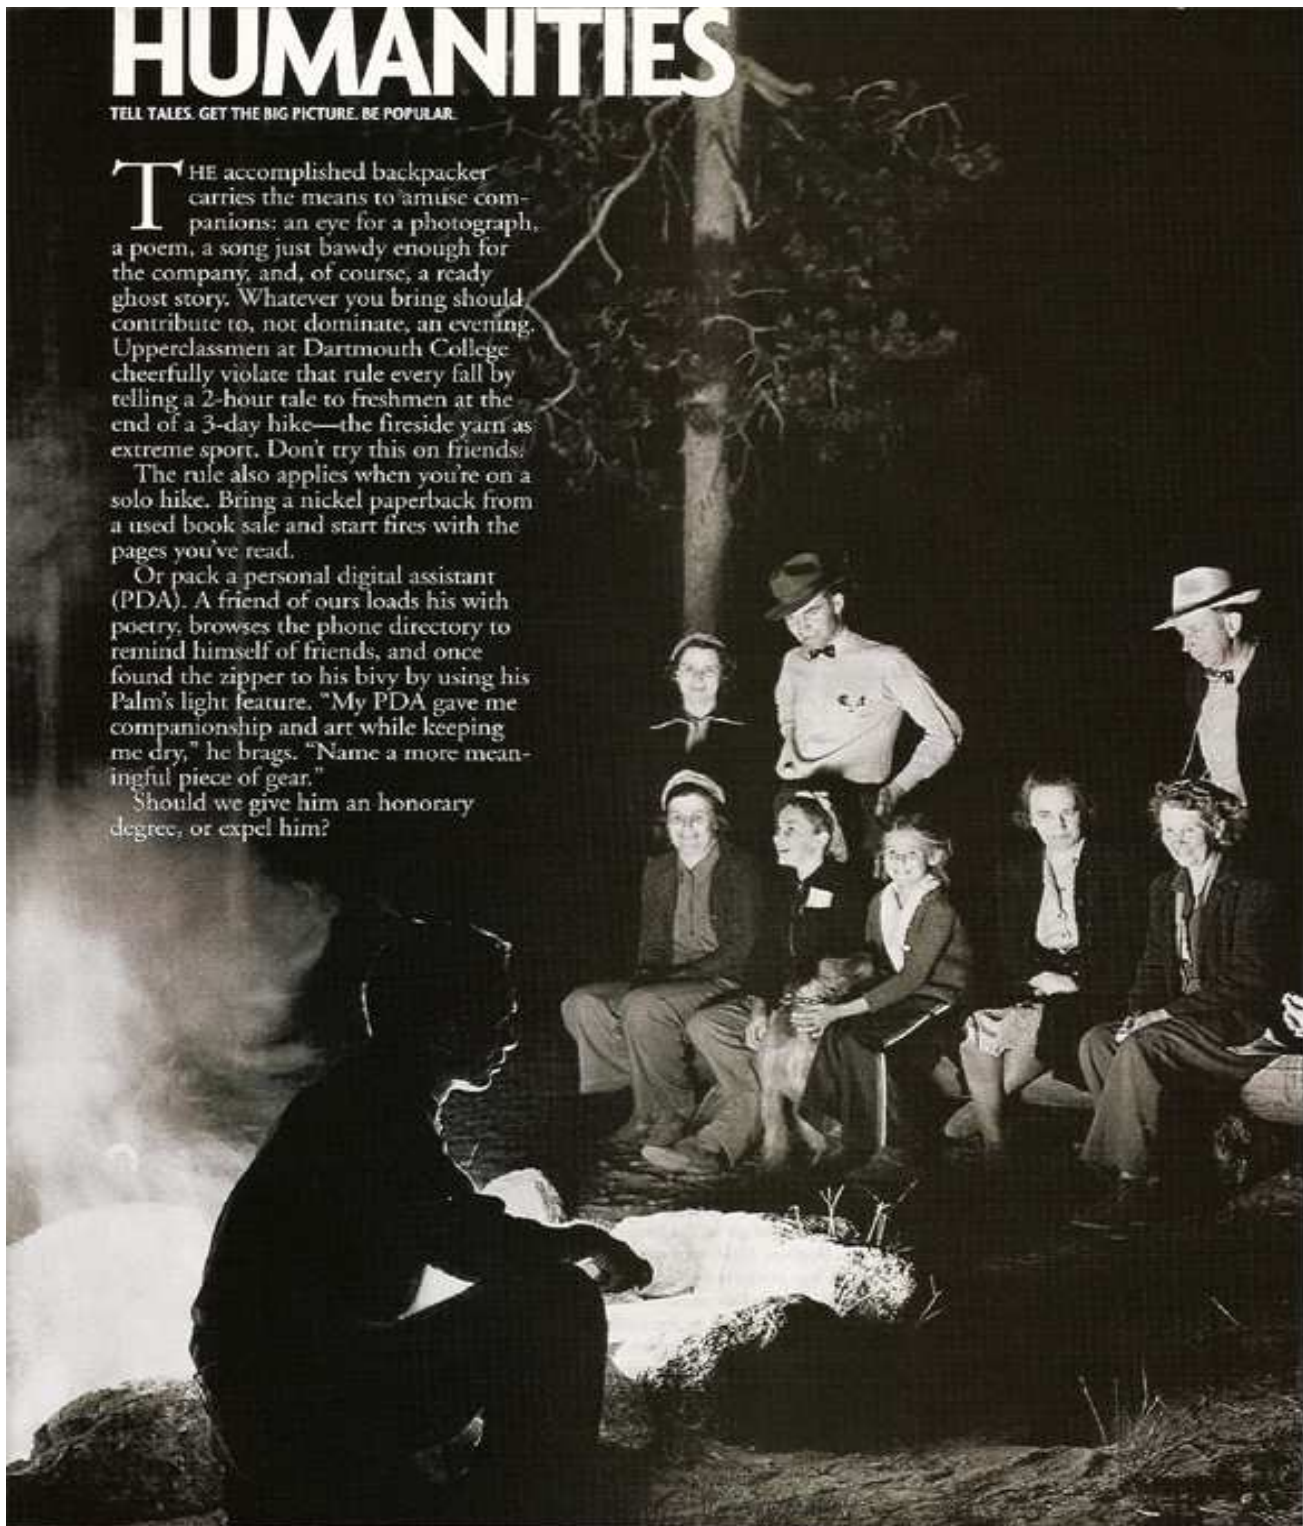 HUMANITIES
TELL TALES. GET THE BIG PICTURE. BE POPULAR.
THE accomplished backpacker
carries the means to amuse com-
panions: an eye for a photograph,
a poem, a song just bawdy enough for
the company, and, of course, a ready
ghost story. Whatever you bring should
contribute to, not dominate, an evening.
Upperclassmen at Dartmouth College
cheerfully violate that rule every fall by
telling a 2-hour tale to freshmen at the
end of a 3-day hike—the fireside yarn as
extreme sport. Don't try this on friends.
The rule also applies when you're on a
solo hike. Bring a nickel paperback from
a used book sale and start fires with the
pages you've read.
Or pack a personal digital assistant
(PDA). A friend of ours loads his with
poetry, browses the phone directory to
remind himself of friends, and once
found the zipper to his bivy by using his
Palm's light feature. "My PDA gave me
companionship and art while keeping
me dry," he brags. "Name a more mean-
ingful piece of gear."
Should we give him an honorary
degree, or expel him?